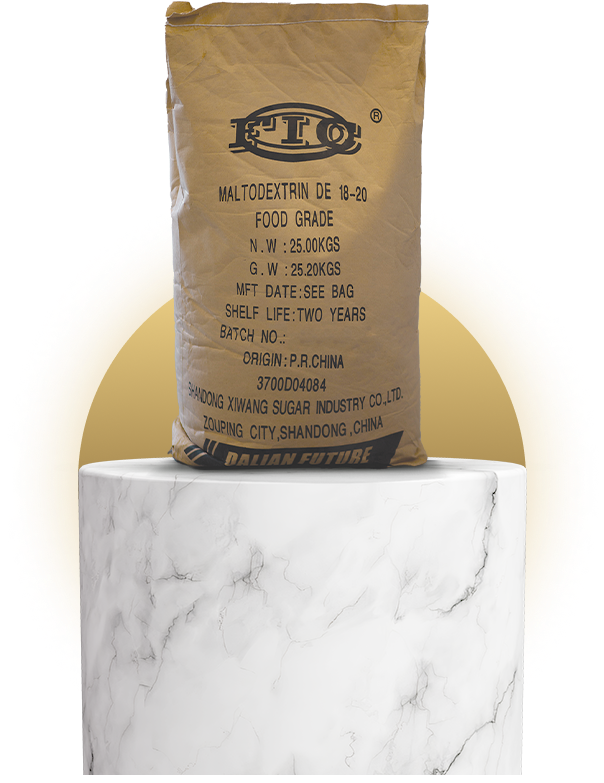 FIC
®
MALTODEXTRIN DE 18-20
FOOD GRADE
N.W :25.00KGS
G.W :25.20KGS
MFT DATE:SEE BAG
SHELF LIFE:TWO YEARS
BATCH NO.:
ORIGIN:P.R.CHINA
3700D04084
SHANDONG XIWANG SUGAR INDUSTRY CO.,LTD.
ZOUPING CITY,SHANDONG,CHINA
DALIAN FUTURE